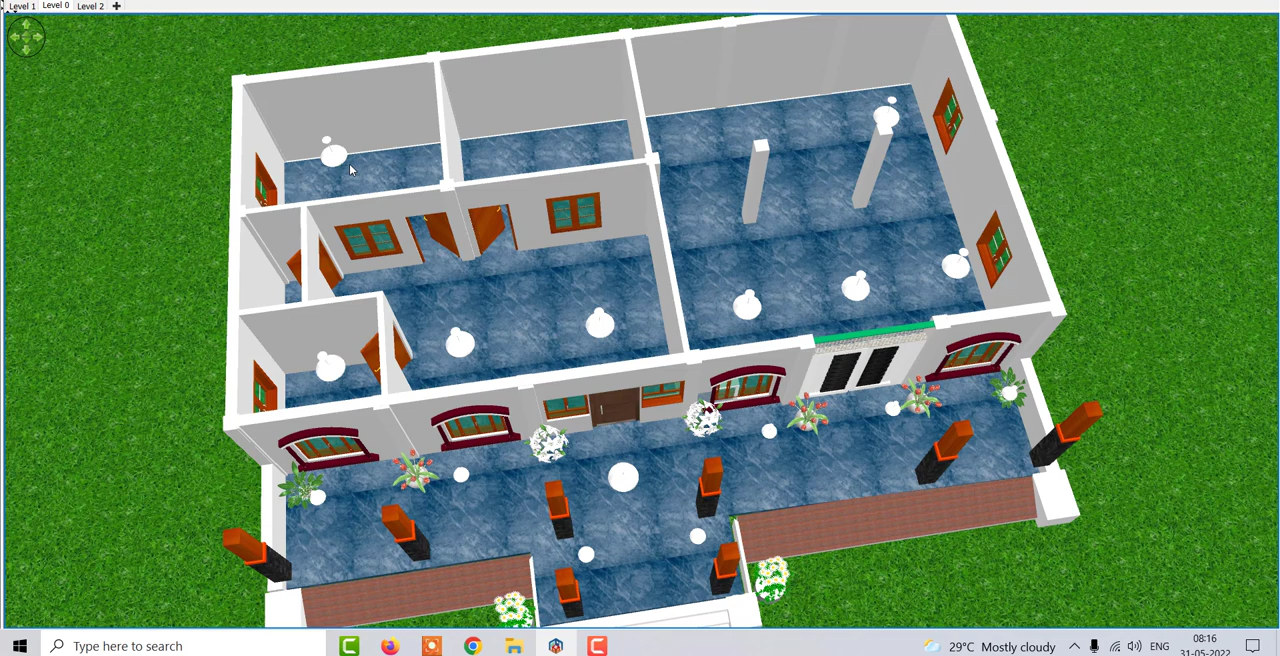 Level 1 Level 0 Level 2
Type here to search
29°C Mostly cloudy
ENG
08:16
31-05-2022